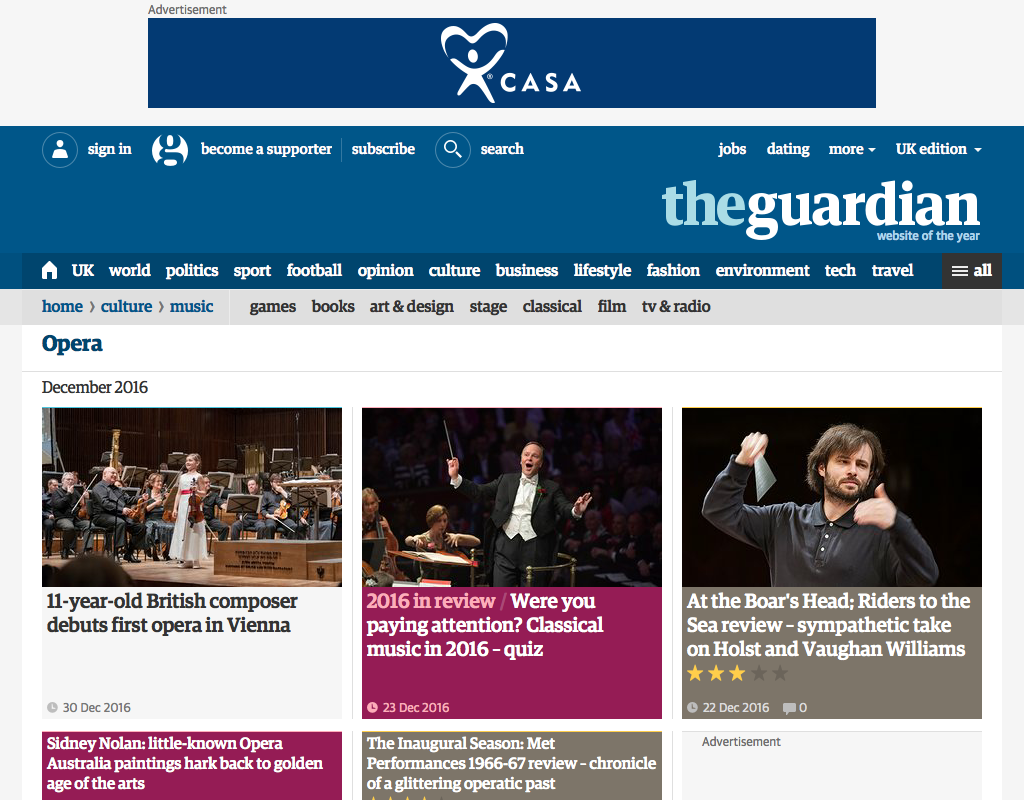 Advertisement
CASA
sign in
become a supporter
subscribe
search
jobs
dating
more
UK edition
theguardian
website of the year
UK world politics sport football opinion culture business lifestyle fashion environment tech travel all
home › culture › music games books art & design stage classical film tv & radio
Opera
December 2016
11-year-old British composer
debuts first opera in Vienna
30 Dec 2016
2016 in review / Were you
paying attention? Classical
music in 2016 – quiz
23 Dec 2016
At the Boar's Head; Riders to the
Sea review – sympathetic take
on Holst and Vaughan Williams
22 Dec 2016 0
Sidney Nolan: little-known Opera
Australia paintings hark back to golden
age of the arts
The Inaugural Season: Met
Performances 1966-67 review – chronicle
of a glittering operatic past
Advertisement